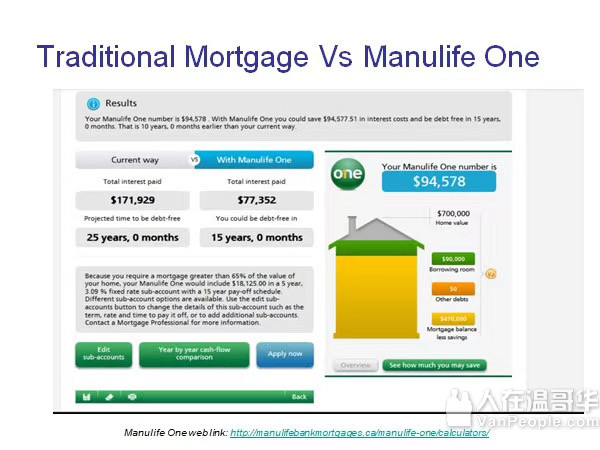 Traditional Mortgage Vs Manulife One
Results
Your Manulife One number is $94,578 . With Manulife One you could save $94,577.51 in interest costs and be debt free in 15 years,
0 months. That is 10 years, 0 months earlier than your current way.
Current way
VS
With Manulife One
Total interest paid
Total interest paid
$171,929
$77,352
Projected time to be debt-free
You could be debt-free in
25 years, 0 months
15 years, 0 months
Because you require a mortgage greater than 65% of the value of
your home, your Manulife One would include $18,125.00 in a 5 year,
3.09 % fixed rate sub-account with a 15 year pay-off schedule.
Different sub-account options are available. Use the edit sub-
accounts button to change the details of this sub-account such as the
term, rate and time to pay it off, or to add additional sub-accounts.
Contact a Mortgage Professional for more information.
Edit
sub-accounts
Year by year cash-flow
comparison
Apply now
Back
one
Your Manulife One number is
$94,578
$700,000
Home value
$90,000
Borrowing room
$0
Other debts
$470,000
Mortgage balance
less savings
Overview
See how much you may save
人在温哥华
VanPeople.com
Manulife One web link: http://manulifebankmortgages.ca/manulife-one/calculators/